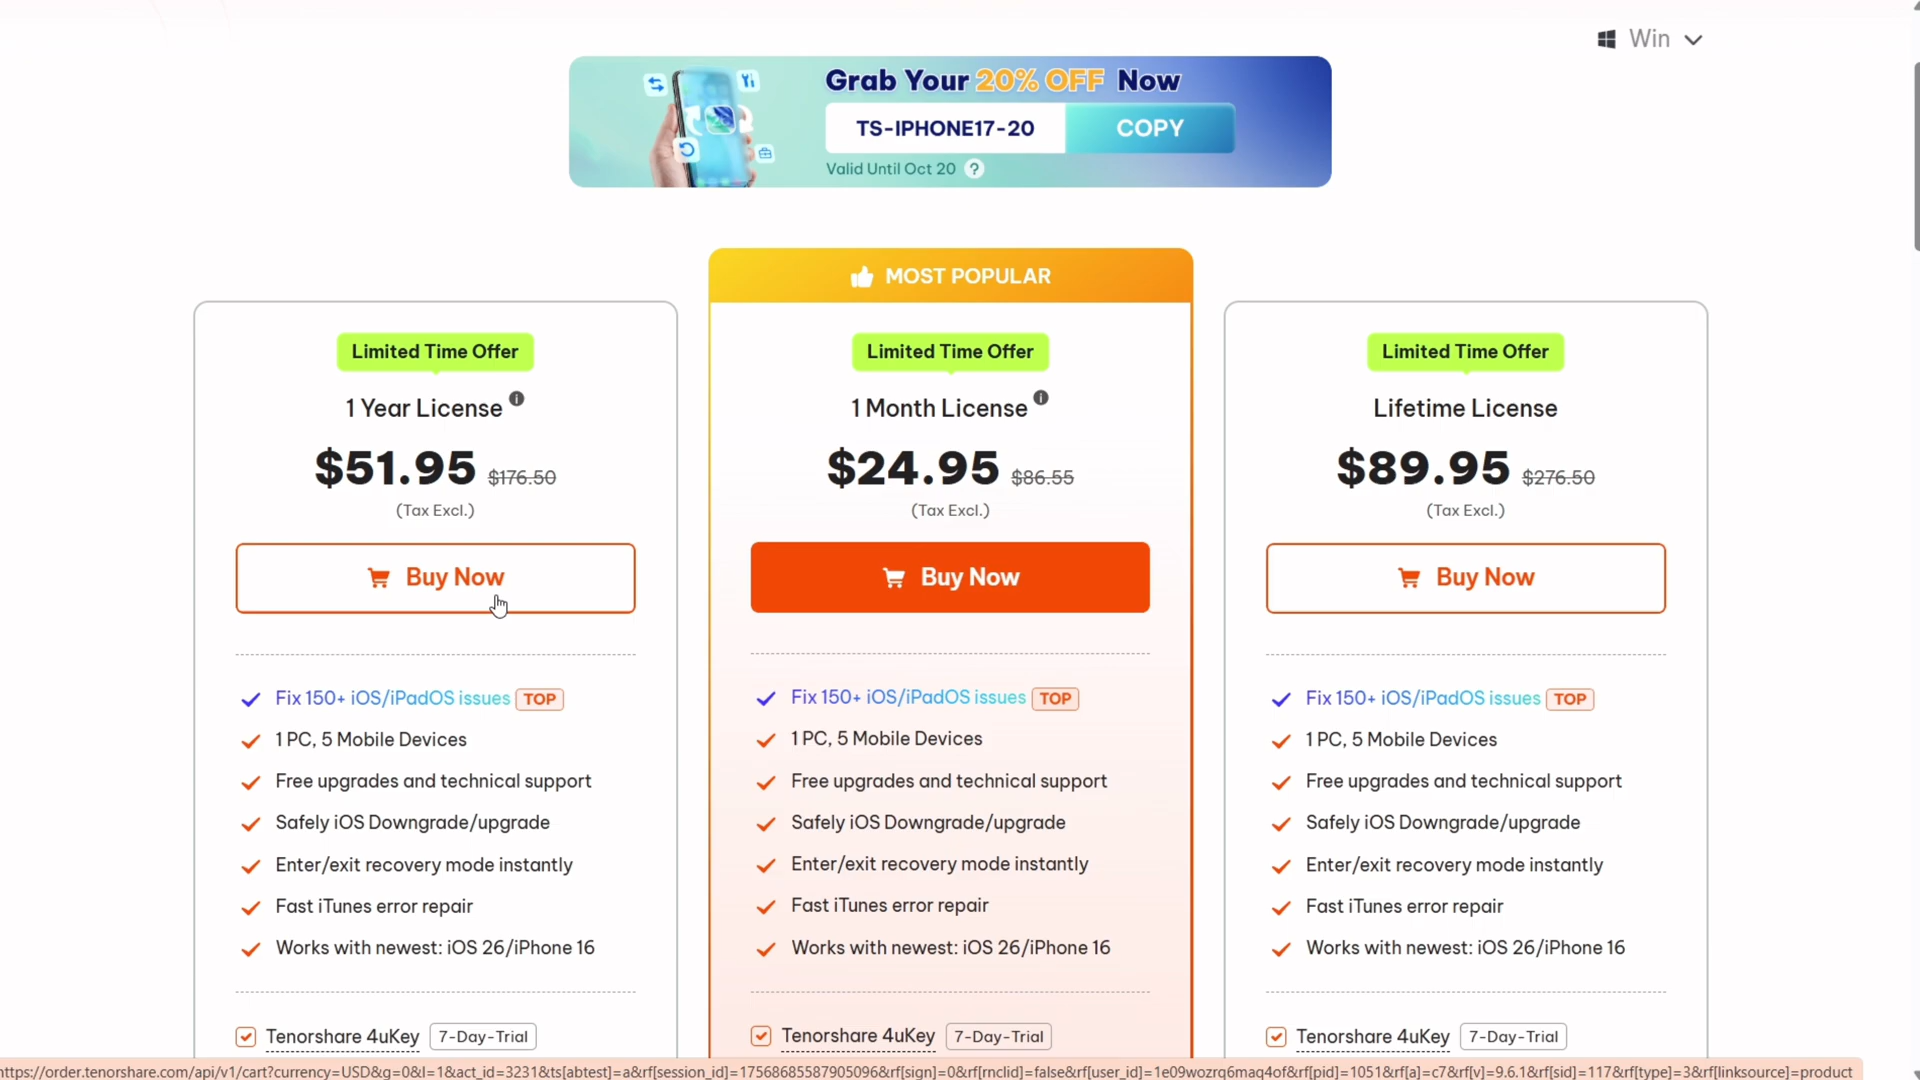 Win
Grab Your 20% OFF Now
TS-IPHONE17-20 COPY
Valid Until Oct 20 ?
MOST POPULAR
Limited Time Offer
1 Year License
$51.95 $176.50
(Tax Excl.)
Buy Now
Fix 150+ iOS/iPadOS issues TOP
1 PC, 5 Mobile Devices
Free upgrades and technical support
Safely iOS Downgrade/upgrade
Enter/exit recovery mode instantly
Fast iTunes error repair
Works with newest: iOS 26/iPhone 16
Tenorshare 4uKey 7-Day-Trial
Limited Time Offer
1 Month License
$24.95 $86.55
(Tax Excl.)
Buy Now
Fix 150+ iOS/iPadOS issues TOP
1 PC, 5 Mobile Devices
Free upgrades and technical support
Safely iOS Downgrade/upgrade
Enter/exit recovery mode instantly
Fast iTunes error repair
Works with newest: iOS 26/iPhone 16
Tenorshare 4uKey 7-Day-Trial
Limited Time Offer
Lifetime License
$89.95 $276.50
(Tax Excl.)
Buy Now
Fix 150+ iOS/iPadOS issues TOP
1 PC, 5 Mobile Devices
Free upgrades and technical support
Safely iOS Downgrade/upgrade
Enter/exit recovery mode instantly
Fast iTunes error repair
Works with newest: iOS 26/iPhone 16
Tenorshare 4uKey 7-Day-Trial
https://order.tenorshare.com/api/v1/cart?currency=USD&g=0&l=1&act_id=3231&ts[abtest]=a&rf[session_id]=17568685587905096&rf[sign]=0&rf[rnclid]=false&rf[user_id]=1e09wozrq6maq4of&rf[pid]=1051&rf[a]=c7&rf[v]=9.6.1&rf[sid]=117&rf[type]=3&rf[linksource]=product